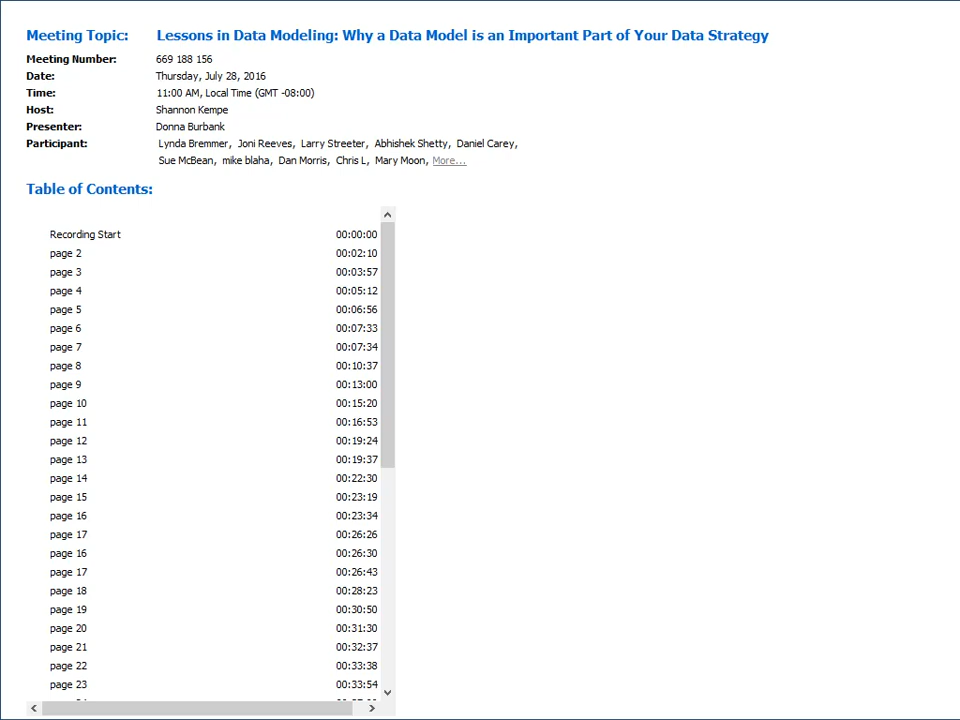 Meeting Topic: Lessons in Data Modeling: Why a Data Model is an Important Part of Your Data Strategy
Meeting Number: 669 188 156
Date: Thursday, July 28, 2016
Time: 11:00 AM, Local Time (GMT -08:00)
Host: Shannon Kempe
Presenter: Donna Burbank
Participant: Lynda Bremmer, Joni Reeves, Larry Streeter, Abhishek Shetty, Daniel Carey,
Sue McBean, mike blaha, Dan Morris, Chris L, Mary Moon, More...
Table of Contents:
Recording Start 00:00:00
page 2 00:02:10
page 3 00:03:57
page 4 00:05:12
page 5 00:06:56
page 6 00:07:33
page 7 00:07:34
page 8 00:10:37
page 9 00:13:00
page 10 00:15:20
page 11 00:16:53
page 12 00:19:24
page 13 00:19:37
page 14 00:22:30
page 15 00:23:19
page 16 00:23:34
page 17 00:26:26
page 16 00:26:30
page 17 00:26:43
page 18 00:28:23
page 19 00:30:50
page 20 00:31:30
page 21 00:32:37
page 22 00:33:38
page 23 00:33:54